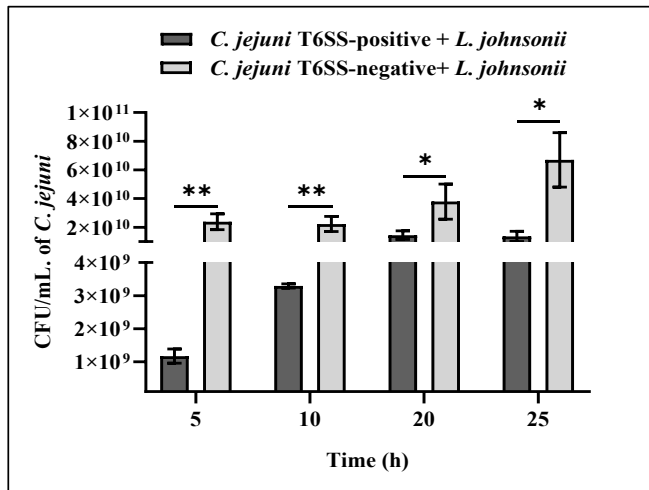 C. jejuni T6SS-positive + L. johnsonii
C. jejuni T6SS-negative+ L. johnsonii
CFU/mL. of C. jejuni
1×10¹¹
8×10¹⁰
6×10¹⁰
4×10¹⁰
2×10¹⁰
4×10⁹
3×10⁹
2×10⁹
1×10⁹
** ** * *
5 10 20 25
Time (h)